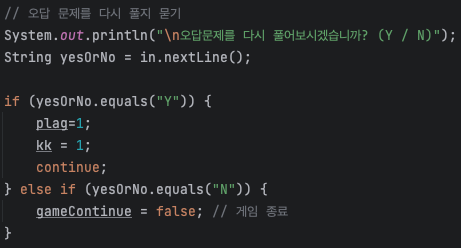 // 오답 문제를 다시 풀지 묻기
System.out.println("\n오답문제를 다시 풀어보시겠습니까? (Y / N)");
String yesOrNo = in.nextLine();
if (yesOrNo.equals("Y")) {
plag=1;
kk = 1;
continue;
} else if (yesOrNo.equals("N")) {
gameContinue = false; // 게임 종료
}